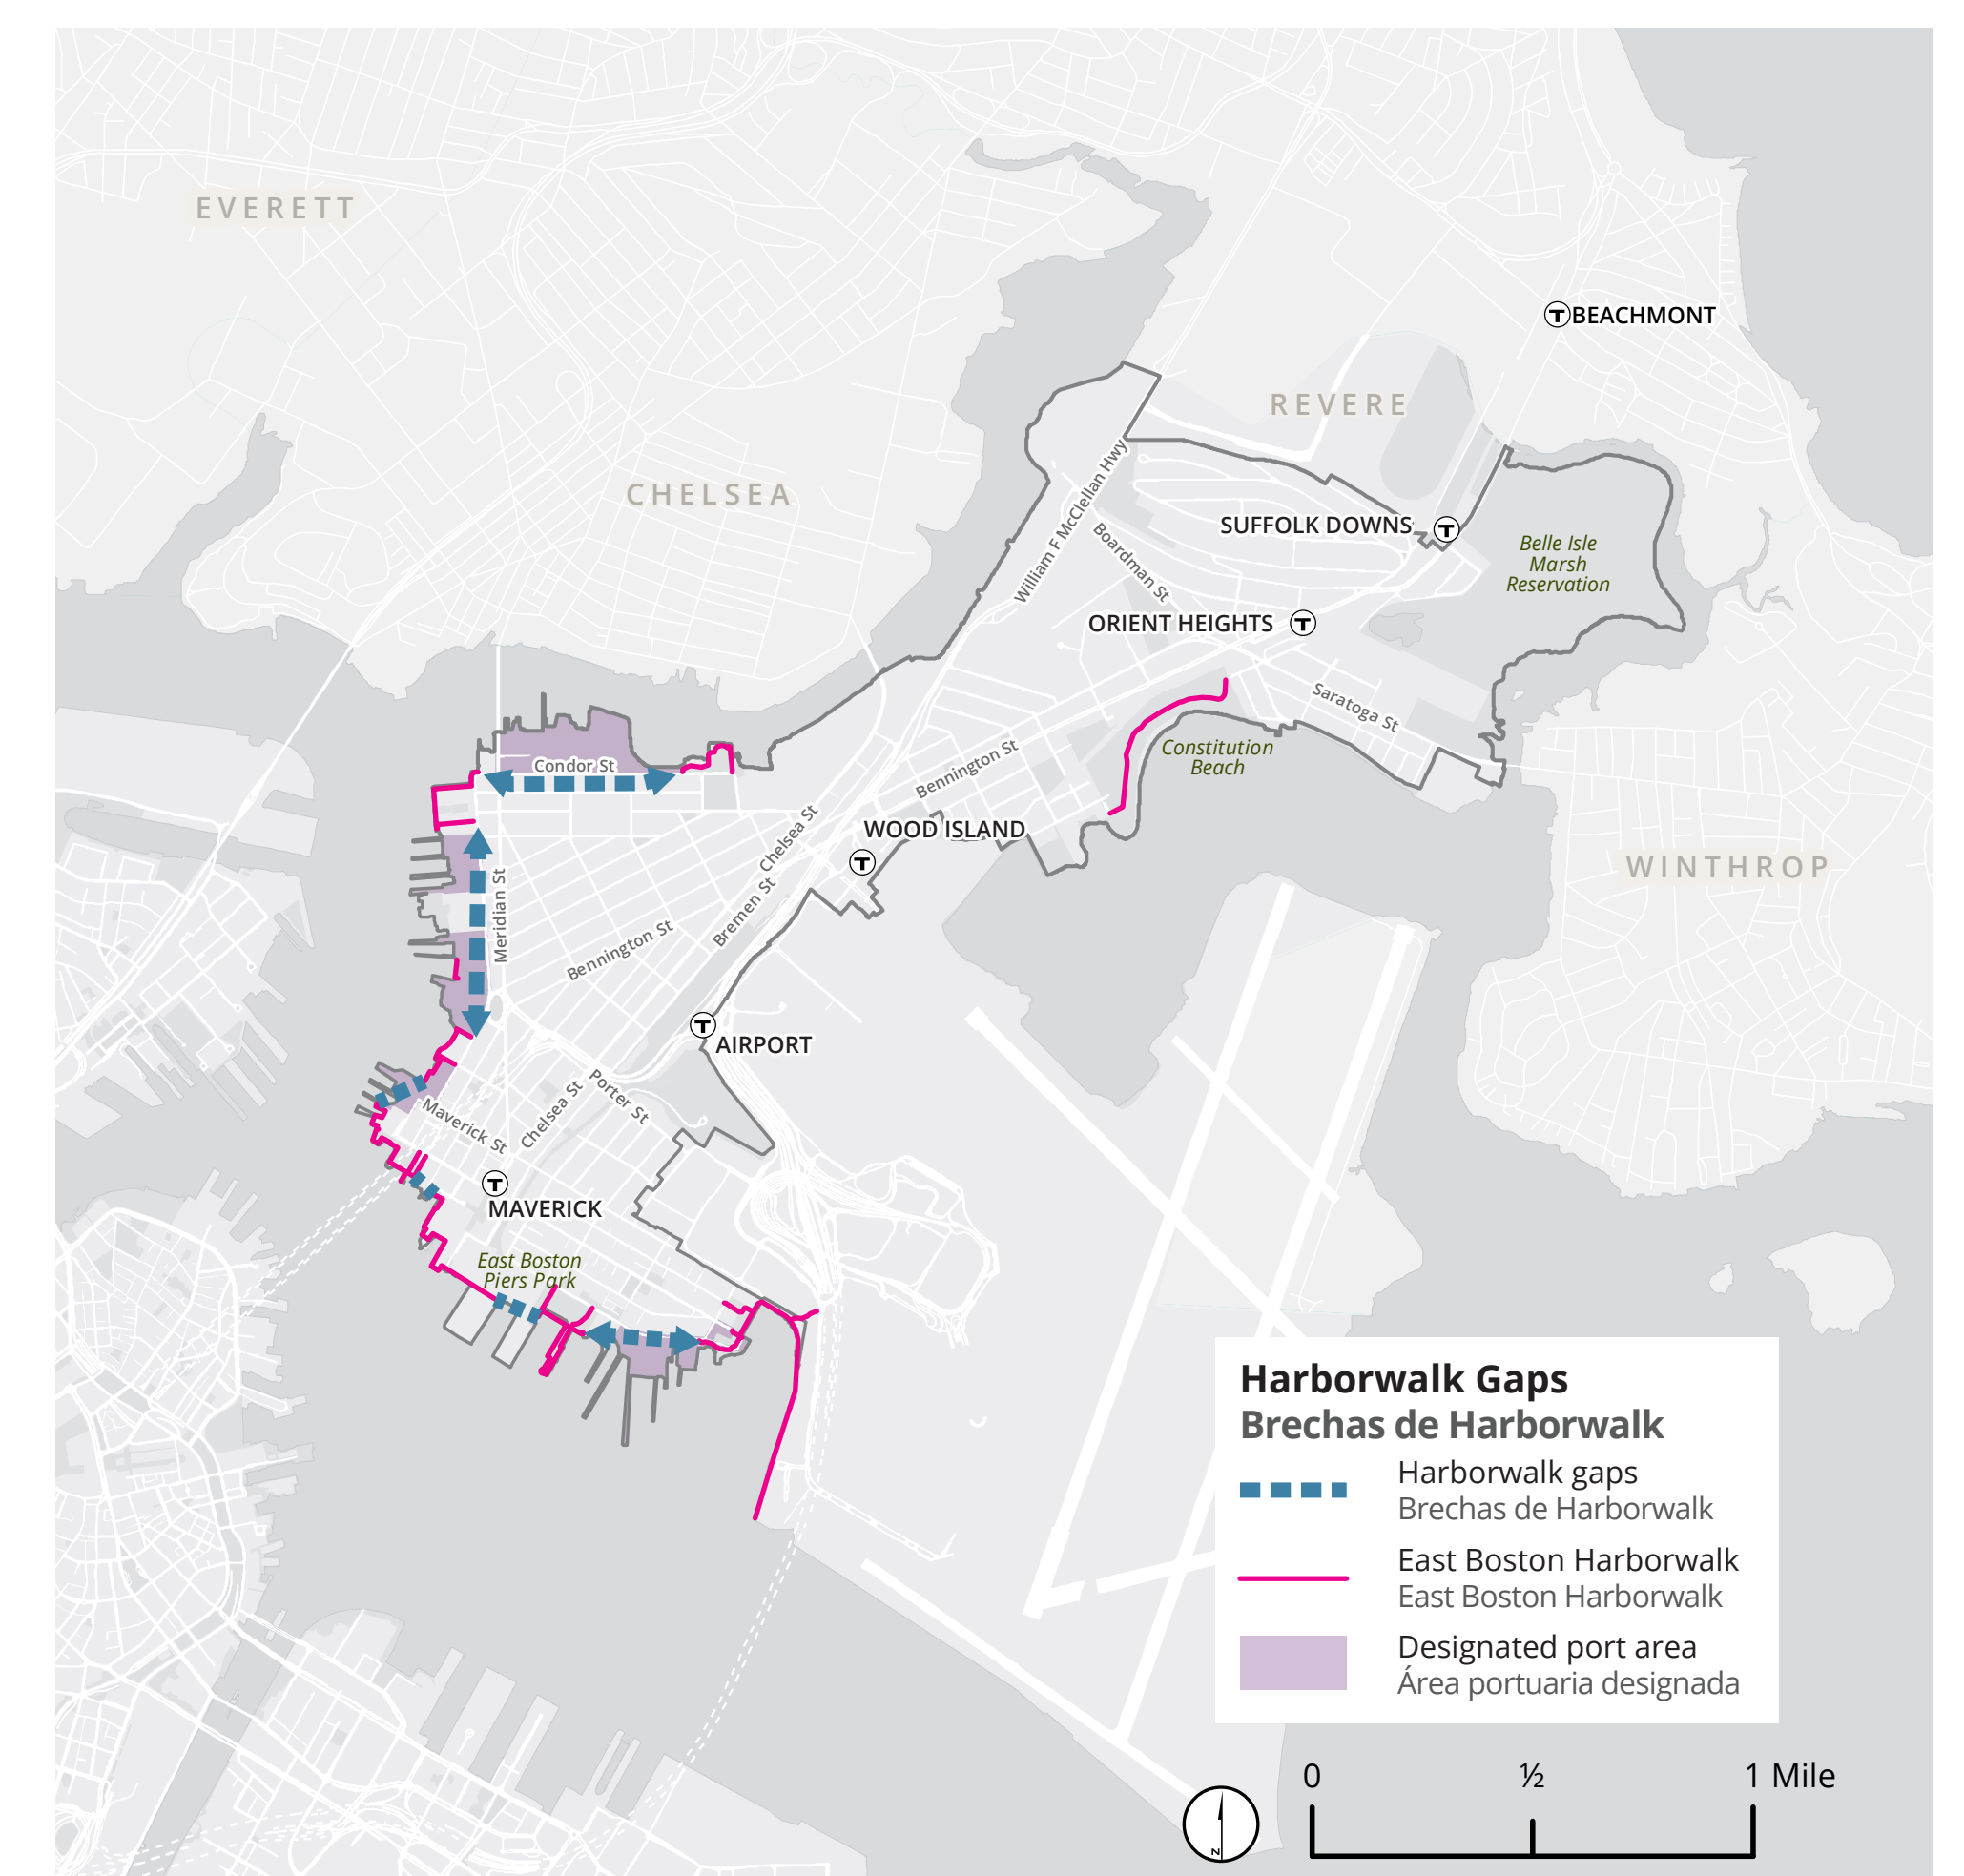 EVERETT
BEACHMONT
REVERE
CHELSEA
William F McClellan Hwy
SUFFOLK DOWNS
Boardman St
Belle Isle
Marsh
Reservation
ORIENT HEIGHTS
Saratoga St
Constitution
Beach
Condor St
Bennington St
Chelsea St
WOOD ISLAND
WINTHROP
Meridian St
Bremen St
Bennington St
AIRPORT
Porter St
Chelsea St
Maverick St
MAVERICK
East Boston
Piers Park
Harborwalk Gaps
Brechas de Harborwalk
Harborwalk gaps
Brechas de Harborwalk
East Boston Harborwalk
East Boston Harborwalk
Designated port area
Área portuaria designada
0 ½ 1 Mile
N